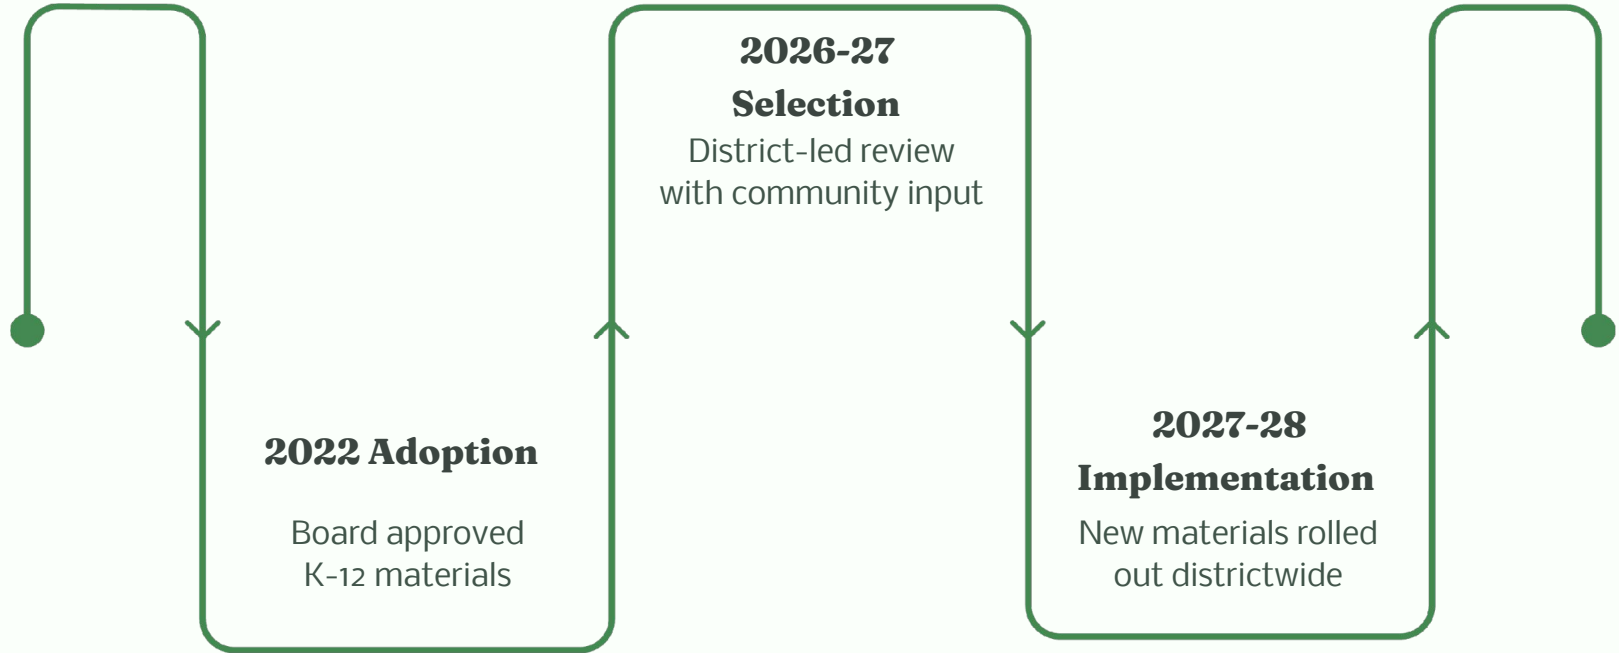 2022 Adoption
Board approved
K-12 materials
2026-27
Selection
District-led review
with community input
2027-28
Implementation
New materials rolled
out districtwide